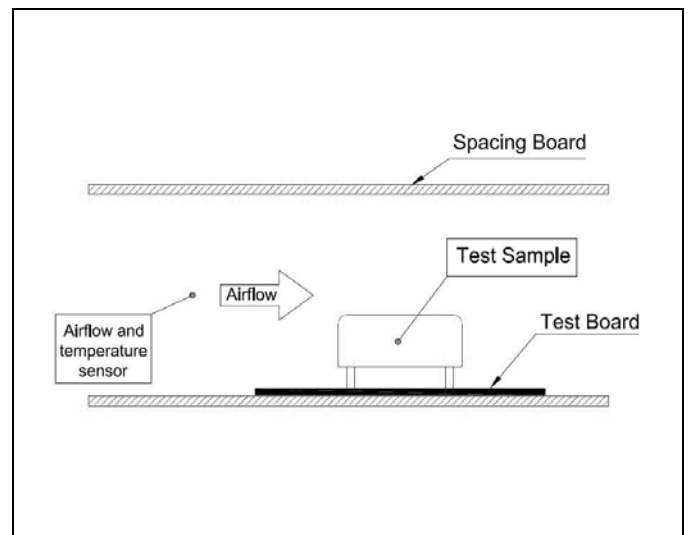 Spacing Board
Test Sample
Airflow
Test Board
Airflow and
temperature
sensor